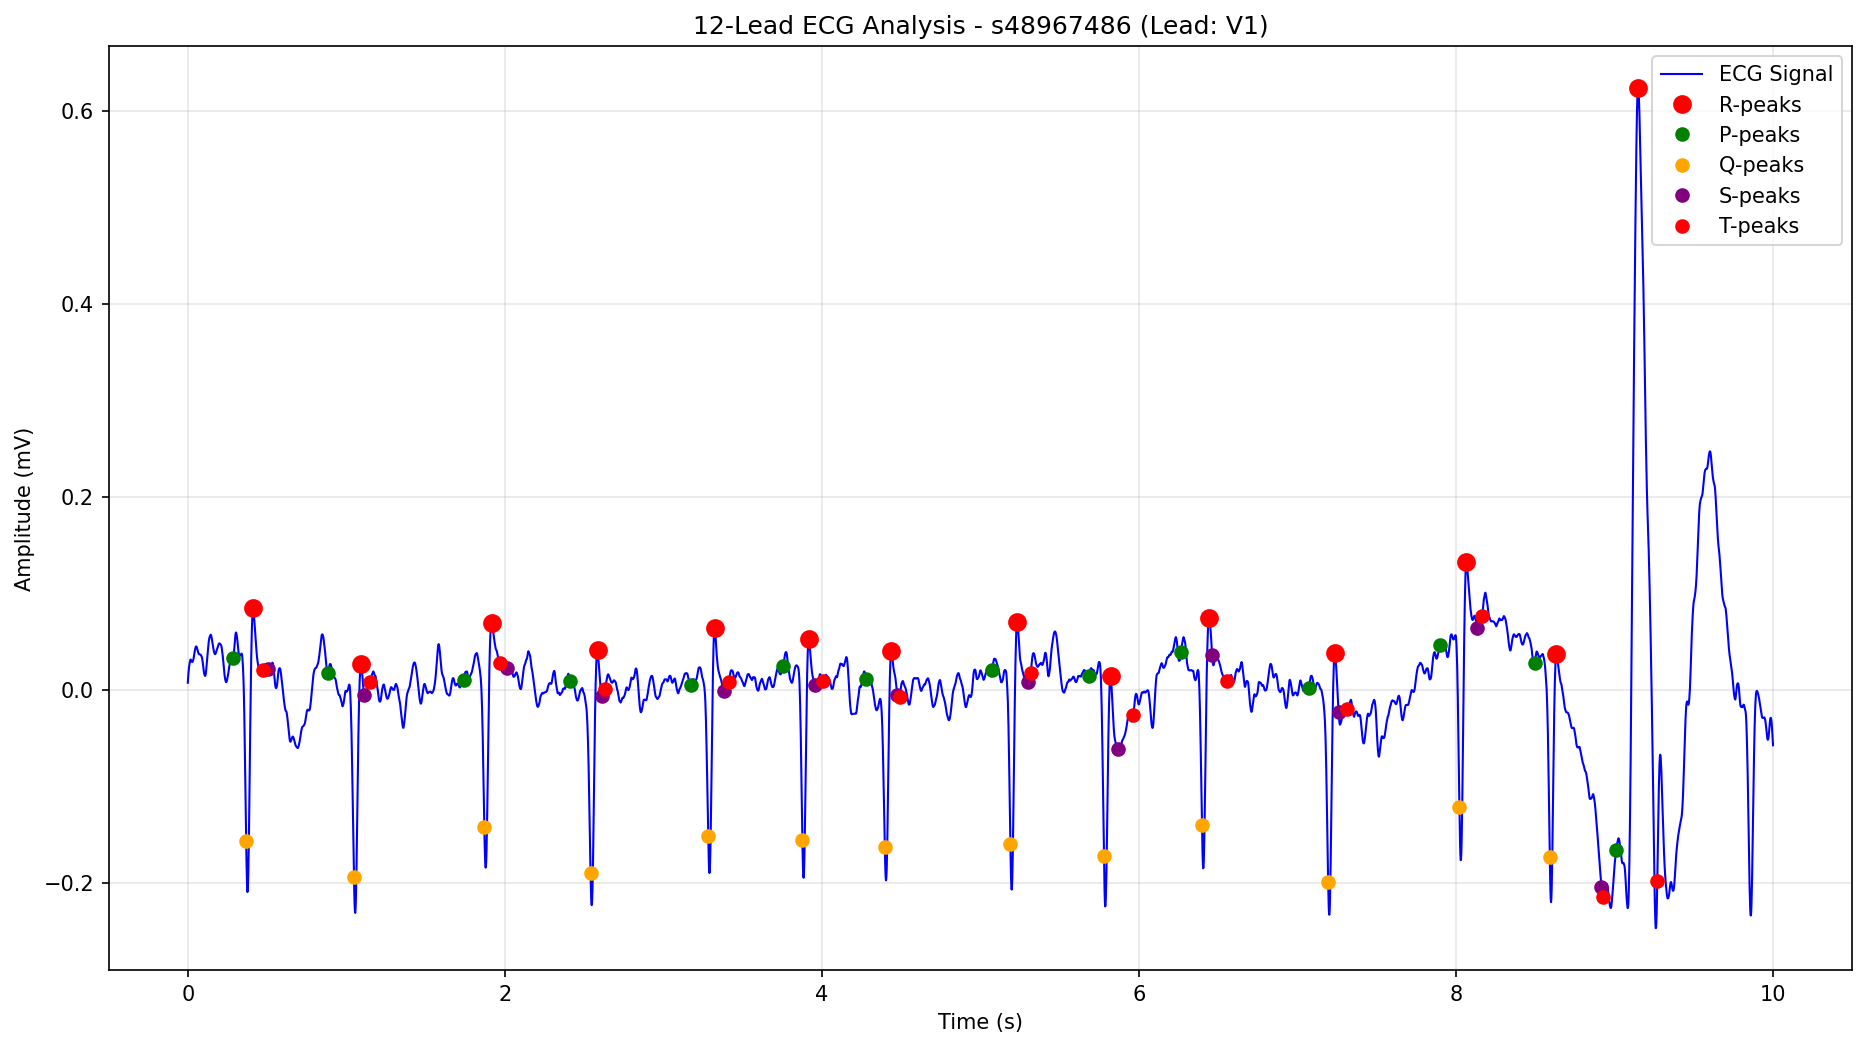 12-Lead ECG Analysis - s48967486 (Lead: V1)
ECG Signal
R-peaks
P-peaks
Q-peaks
S-peaks
T-peaks
Amplitude (mV)
0.6
0.4
0.2
0.0
−0.2
0 2 4 6 8 10
Time (s)